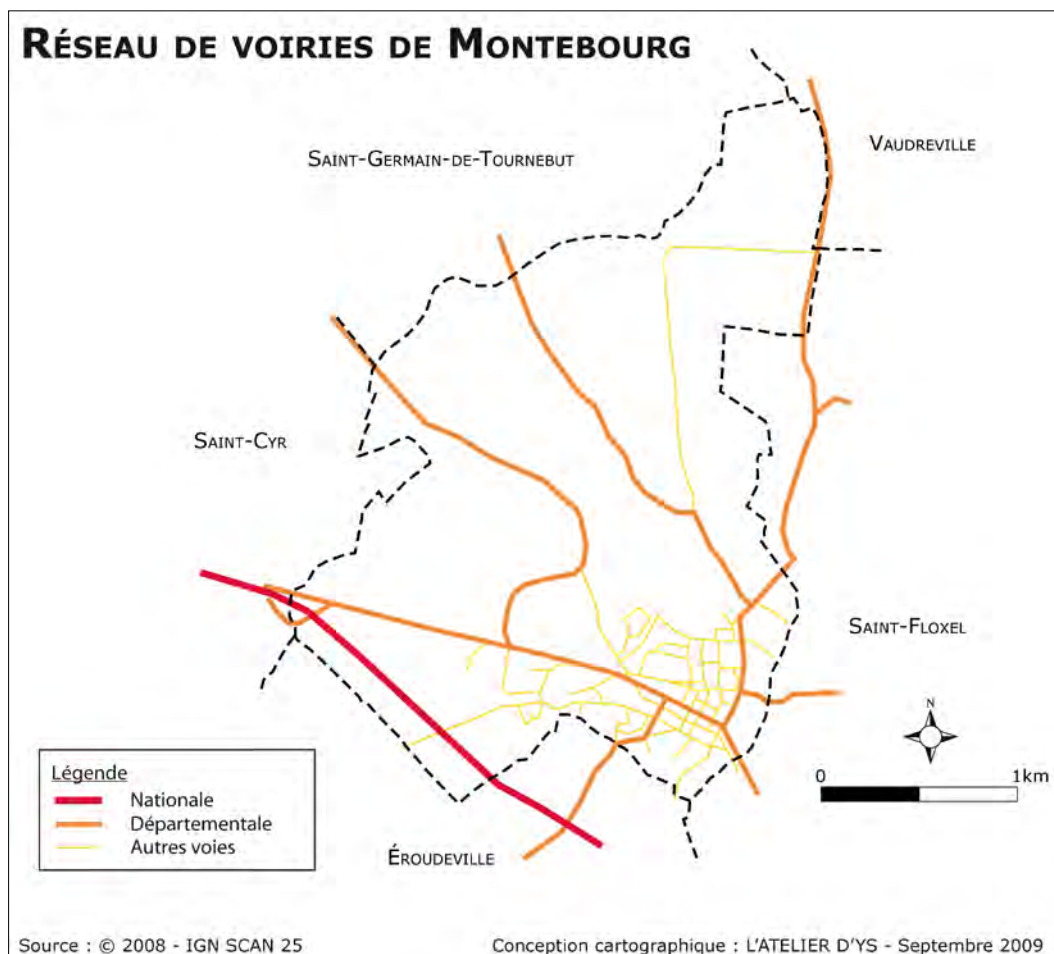 RÉSEAU DE VOIRIES DE MONTEBOURG
VAUDREVILLE
SAINT-GERMAIN-DE-TOURNEBUT
SAINT-CYR
SAINT-FLOXEL
N
0 1km
Légende
Nationale
Départementale
Autres voies
ÉROUDEVILLE
Source : © 2008 - IGN SCAN 25
Conception cartographique : L'ATELIER D'YS - Septembre 2009